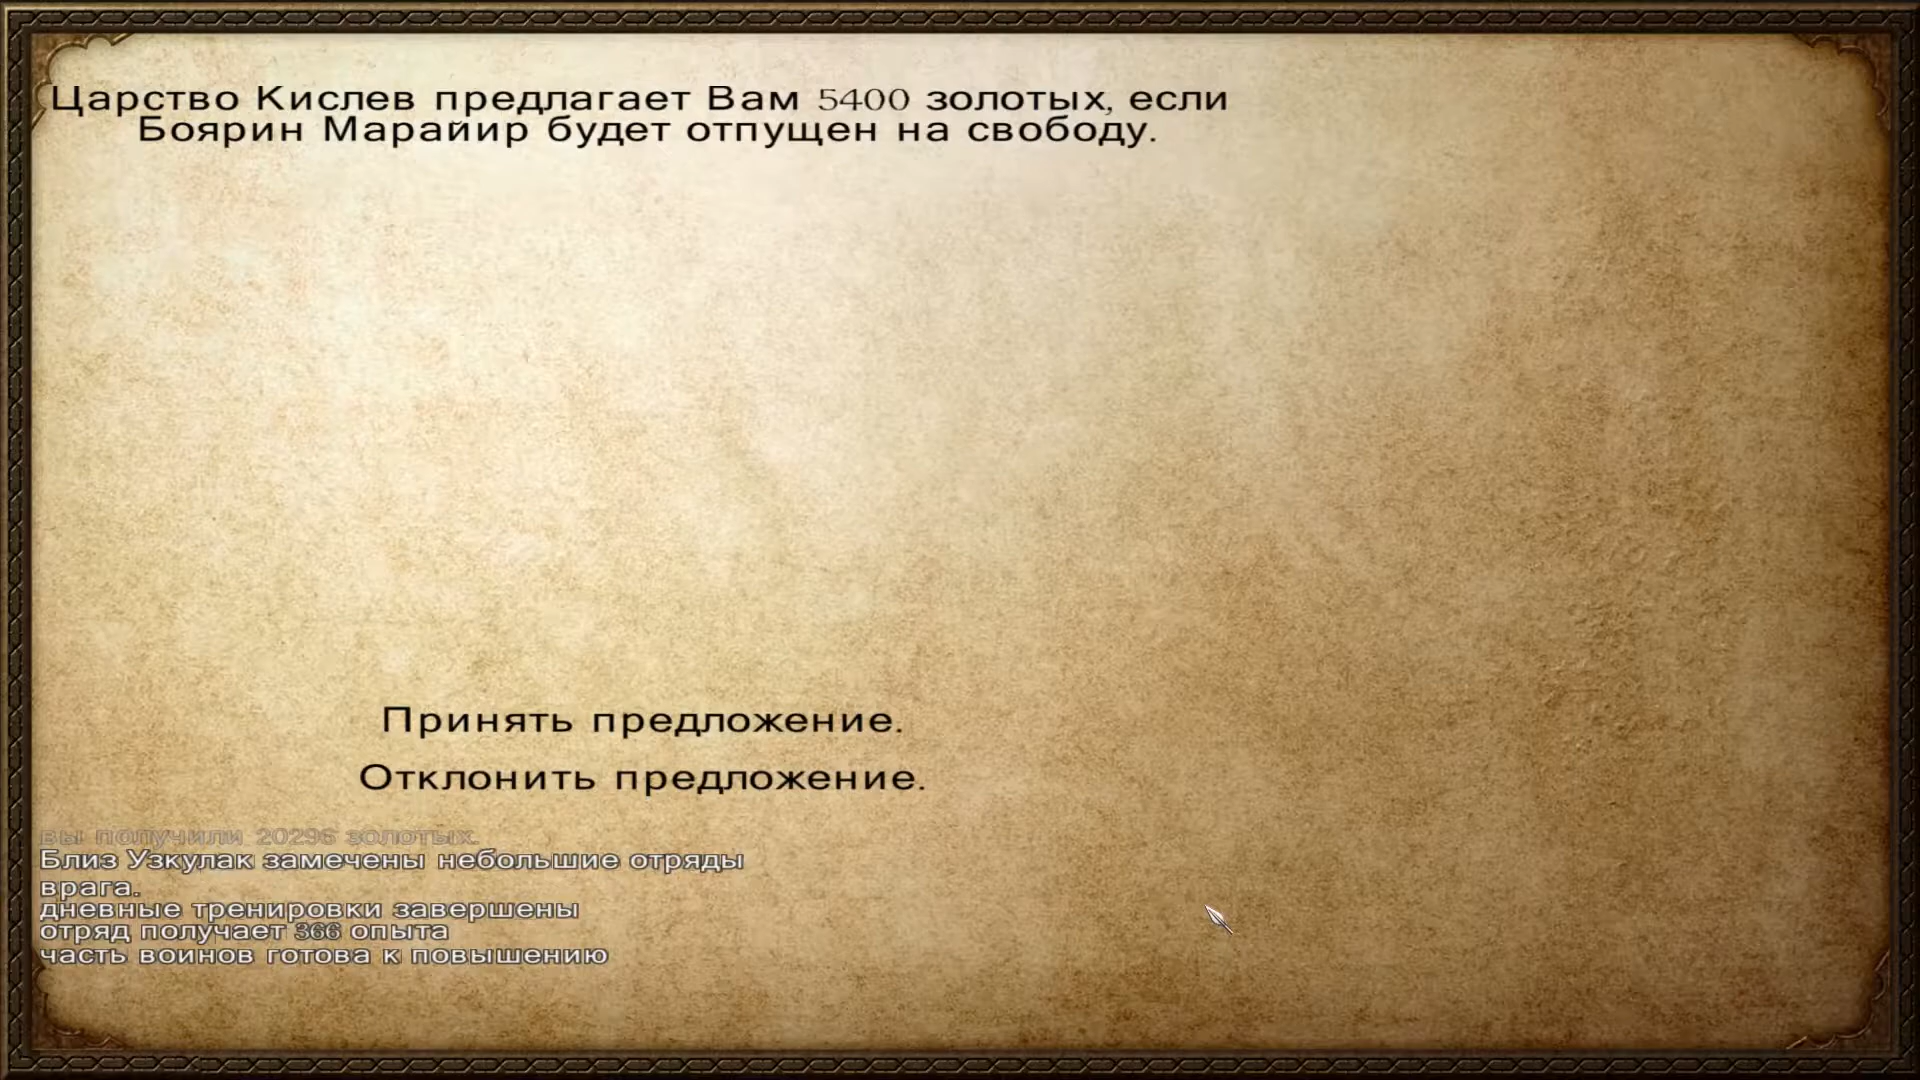 Царство Кислев предлагает Вам 5400 золотых, если
Боярин Марайир будет отпущен на свободу.
Принять предложение.
Отклонить предложение.
вы получили 20296 золотых.
Близ Узкулак замечены небольшие отряды
врага.
дневные тренировки завершены
отряд получает 366 опыта
часть воинов готова к повышению